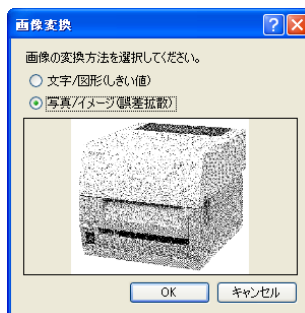 画像変換
画像の変換方法を選択してください。
文字/図形(しきい値)
写真/イメージ(誤差拡散)
OK
キャンセル